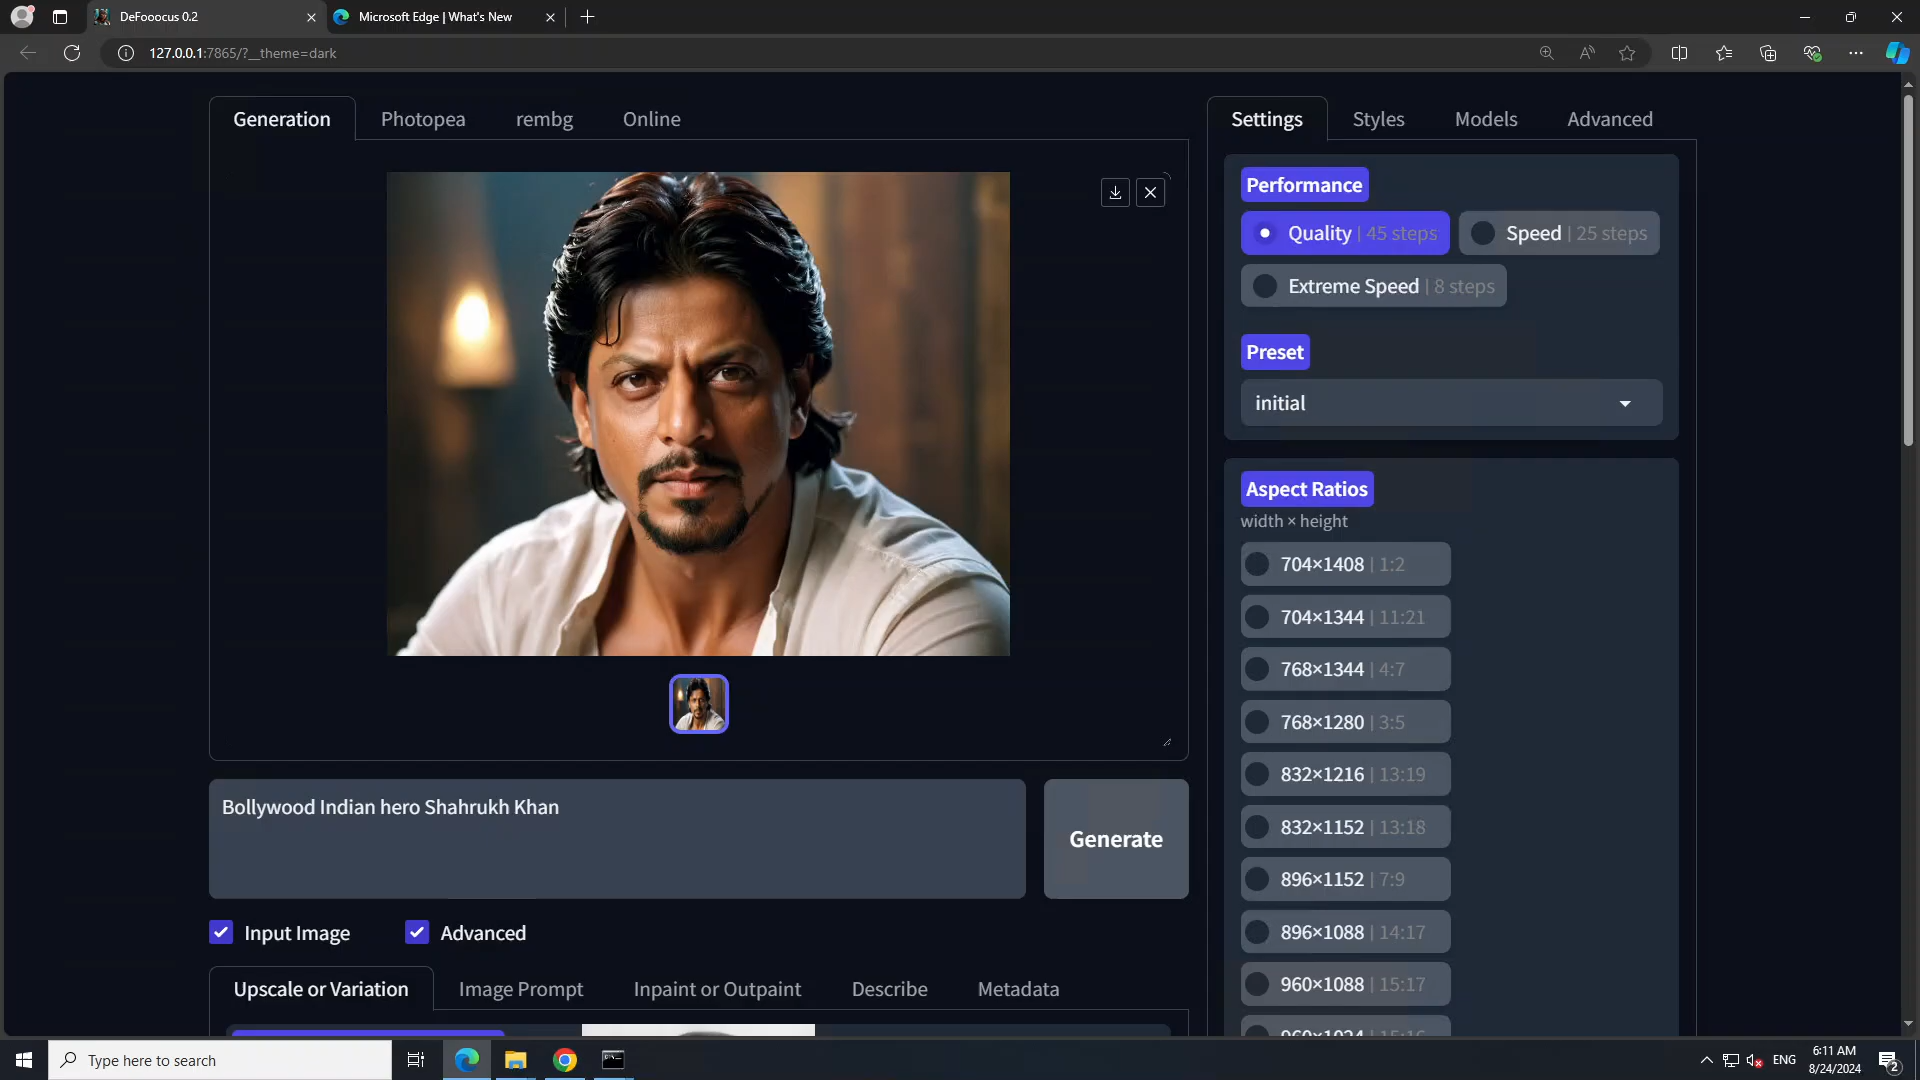 DeFooocus 0.2
Microsoft Edge | What's New
127.0.0.1:7865/?__theme=dark
Generation
Photopea
rembg
Online
Settings
Styles
Models
Advanced
Performance
Quality | 45 steps
Speed | 25 steps
Extreme Speed | 8 steps
Preset
initial
Aspect Ratios
width × height
704×1408 | 1:2
704×1344 | 11:21
768×1344 | 4:7
768×1280 | 3:5
832×1216 | 13:19
832×1152 | 13:18
896×1152 | 7:9
896×1088 | 14:17
960×1088 | 15:17
960×1024 | 15:16
Bollywood Indian hero Shahrukh Khan
Generate
Input Image
Advanced
Upscale or Variation
Image Prompt
Inpaint or Outpaint
Describe
Metadata
Type here to search
ENG
6:11 AM
8/24/2024
2